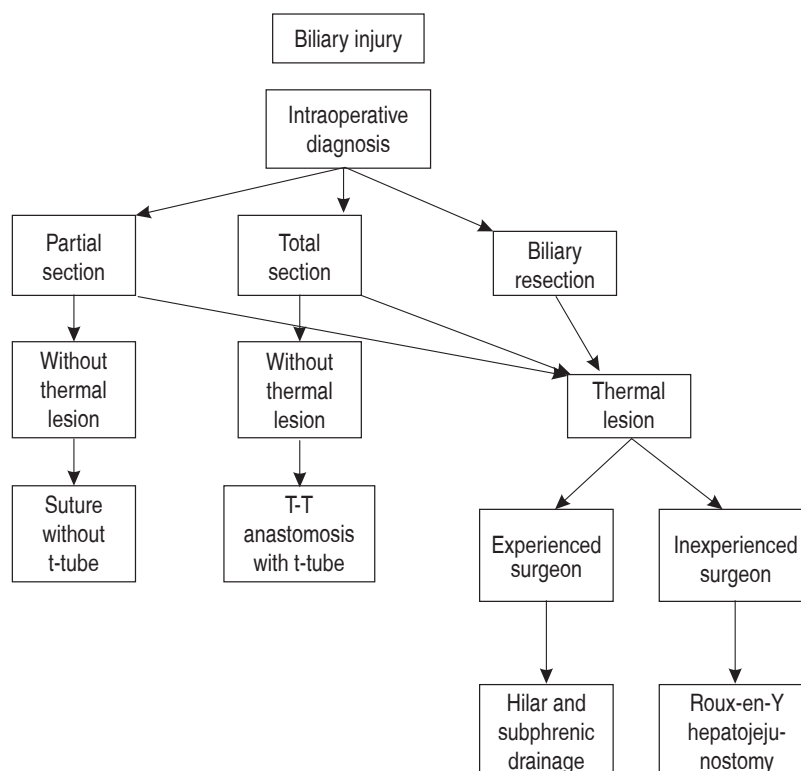 Biliary injury
Intraoperative
diagnosis
Partial
section
Total
section
Biliary
resection
Without
thermal
lesion
Without
thermal
lesion
Thermal
lesion
Suture
without
t-tube
T-T
anastomosis
with t-tube
Experienced
surgeon
Inexperienced
surgeon
Hilar and
subphrenic
drainage
Roux-en-Y
hepatojeju-
nostomy